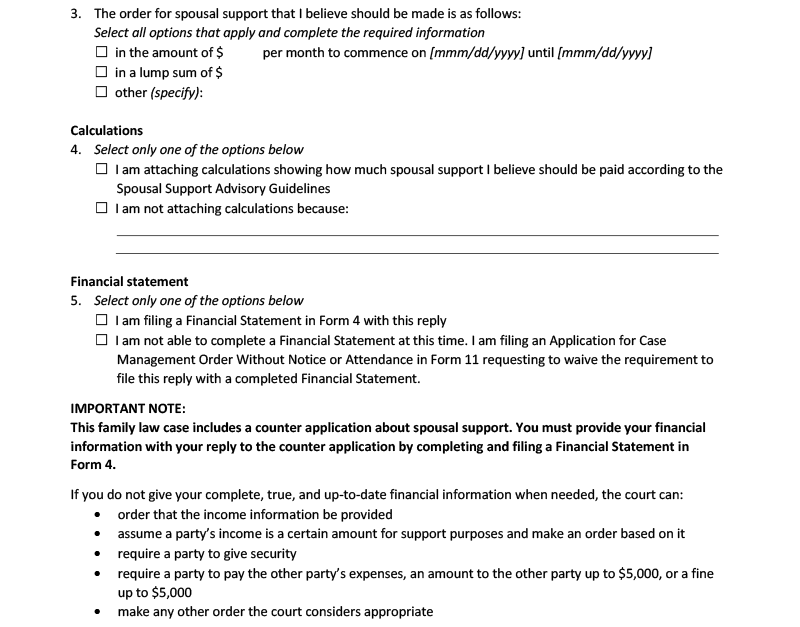 3. The order for spousal support that I believe should be made is as follows:
Select all options that apply and complete the required information
☐ in the amount of $ per month to commence on [mmm/dd/yyyy] until [mmm/dd/yyyy]
☐ in a lump sum of $
☐ other (specify):
Calculations
4. Select only one of the options below
☐ I am attaching calculations showing how much spousal support I believe should be paid according to the
Spousal Support Advisory Guidelines
☐ I am not attaching calculations because:
Financial statement
5. Select only one of the options below
☐ I am filing a Financial Statement in Form 4 with this reply
☐ I am not able to complete a Financial Statement at this time. I am filing an Application for Case
Management Order Without Notice or Attendance in Form 11 requesting to waive the requirement to
file this reply with a completed Financial Statement.
IMPORTANT NOTE:
This family law case includes a counter application about spousal support. You must provide your financial
information with your reply to the counter application by completing and filing a Financial Statement in
Form 4.
If you do not give your complete, true, and up-to-date financial information when needed, the court can:
• order that the income information be provided
• assume a party’s income is a certain amount for support purposes and make an order based on it
• require a party to give security
• require a party to pay the other party’s expenses, an amount to the other party up to $5,000, or a fine
up to $5,000
• make any other order the court considers appropriate